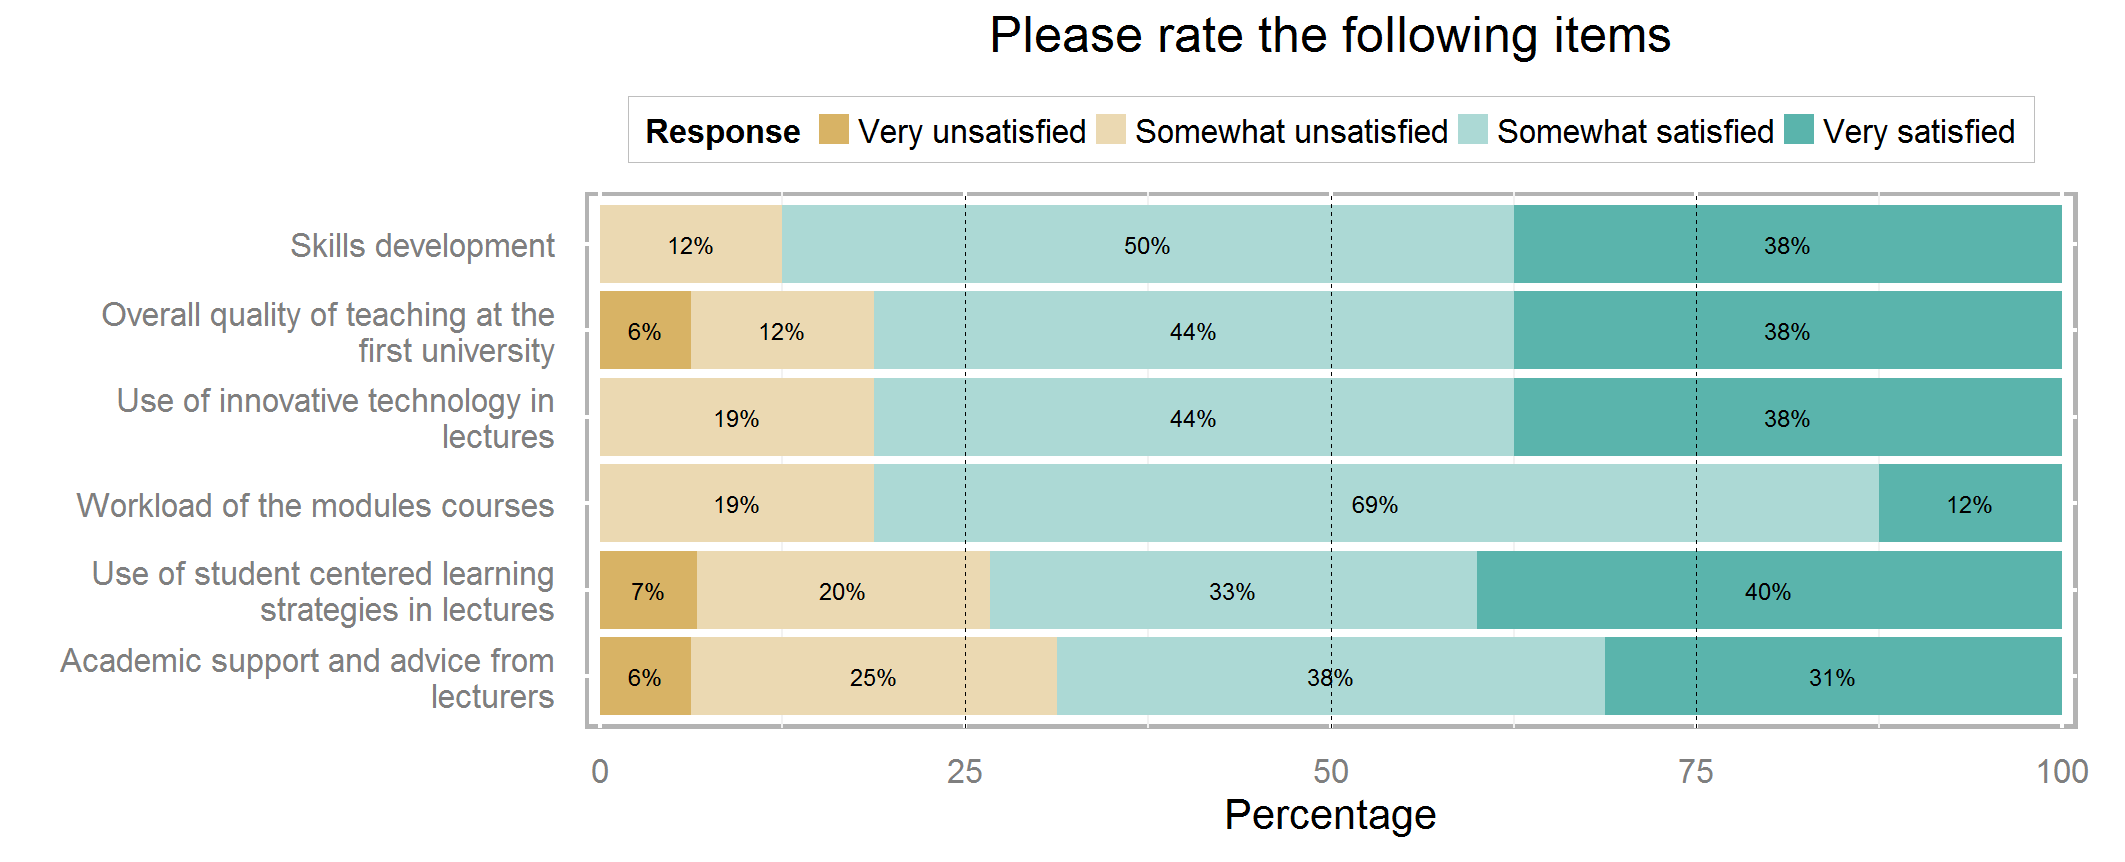 Please rate the following items
Response Very unsatisfied Somewhat unsatisfied Somewhat satisfied Very satisfied
Skills development
12% 50% 38%
Overall quality of teaching at the
first university
6% 12% 44% 38%
Use of innovative technology in
lectures
19% 44% 38%
Workload of the modules courses
19% 69% 12%
Use of student centered learning
strategies in lectures
7% 20% 33% 40%
Academic support and advice from
lecturers
6% 25% 38% 31%
0 25 50 75 100
Percentage